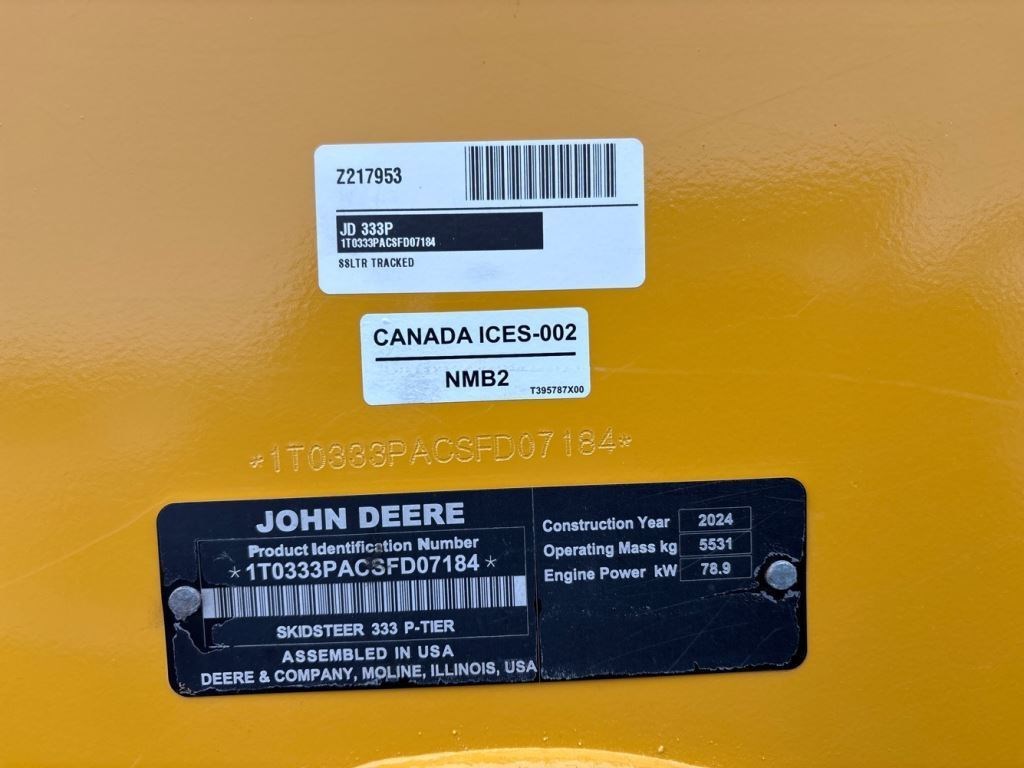 Z217953
JD 333P
1T0333PACSFD07184
SSLTR TRACKED
CANADA ICES-002
NMB2
T395787X00
*1T0333PACSFD07184*
JOHN DEERE
Product Identification Number
*1T0333PACSFD07184*
SKIDSTEER 333 P-TIER
ASSEMBLED IN USA
DEERE & COMPANY, MOLINE, ILLINOIS, USA
Construction Year 2024
Operating Mass kg 5531
Engine Power kW 78.9